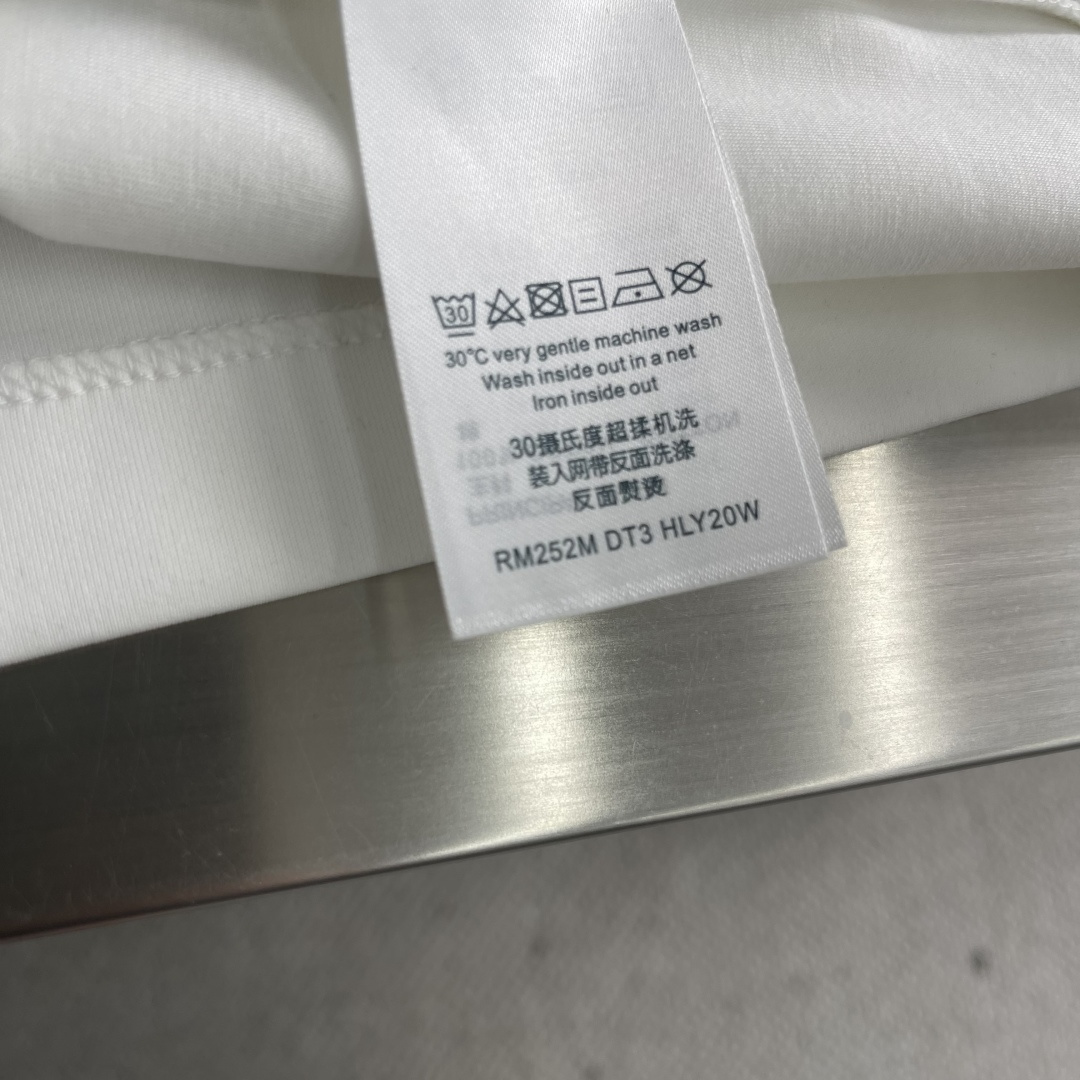 30
30℃ very gentle machine wash
Wash inside out in a net
Iron inside out
30摄氏度超揉机洗
装入网带反面洗涤
反面熨烫
RM252M DT3 HLY20W